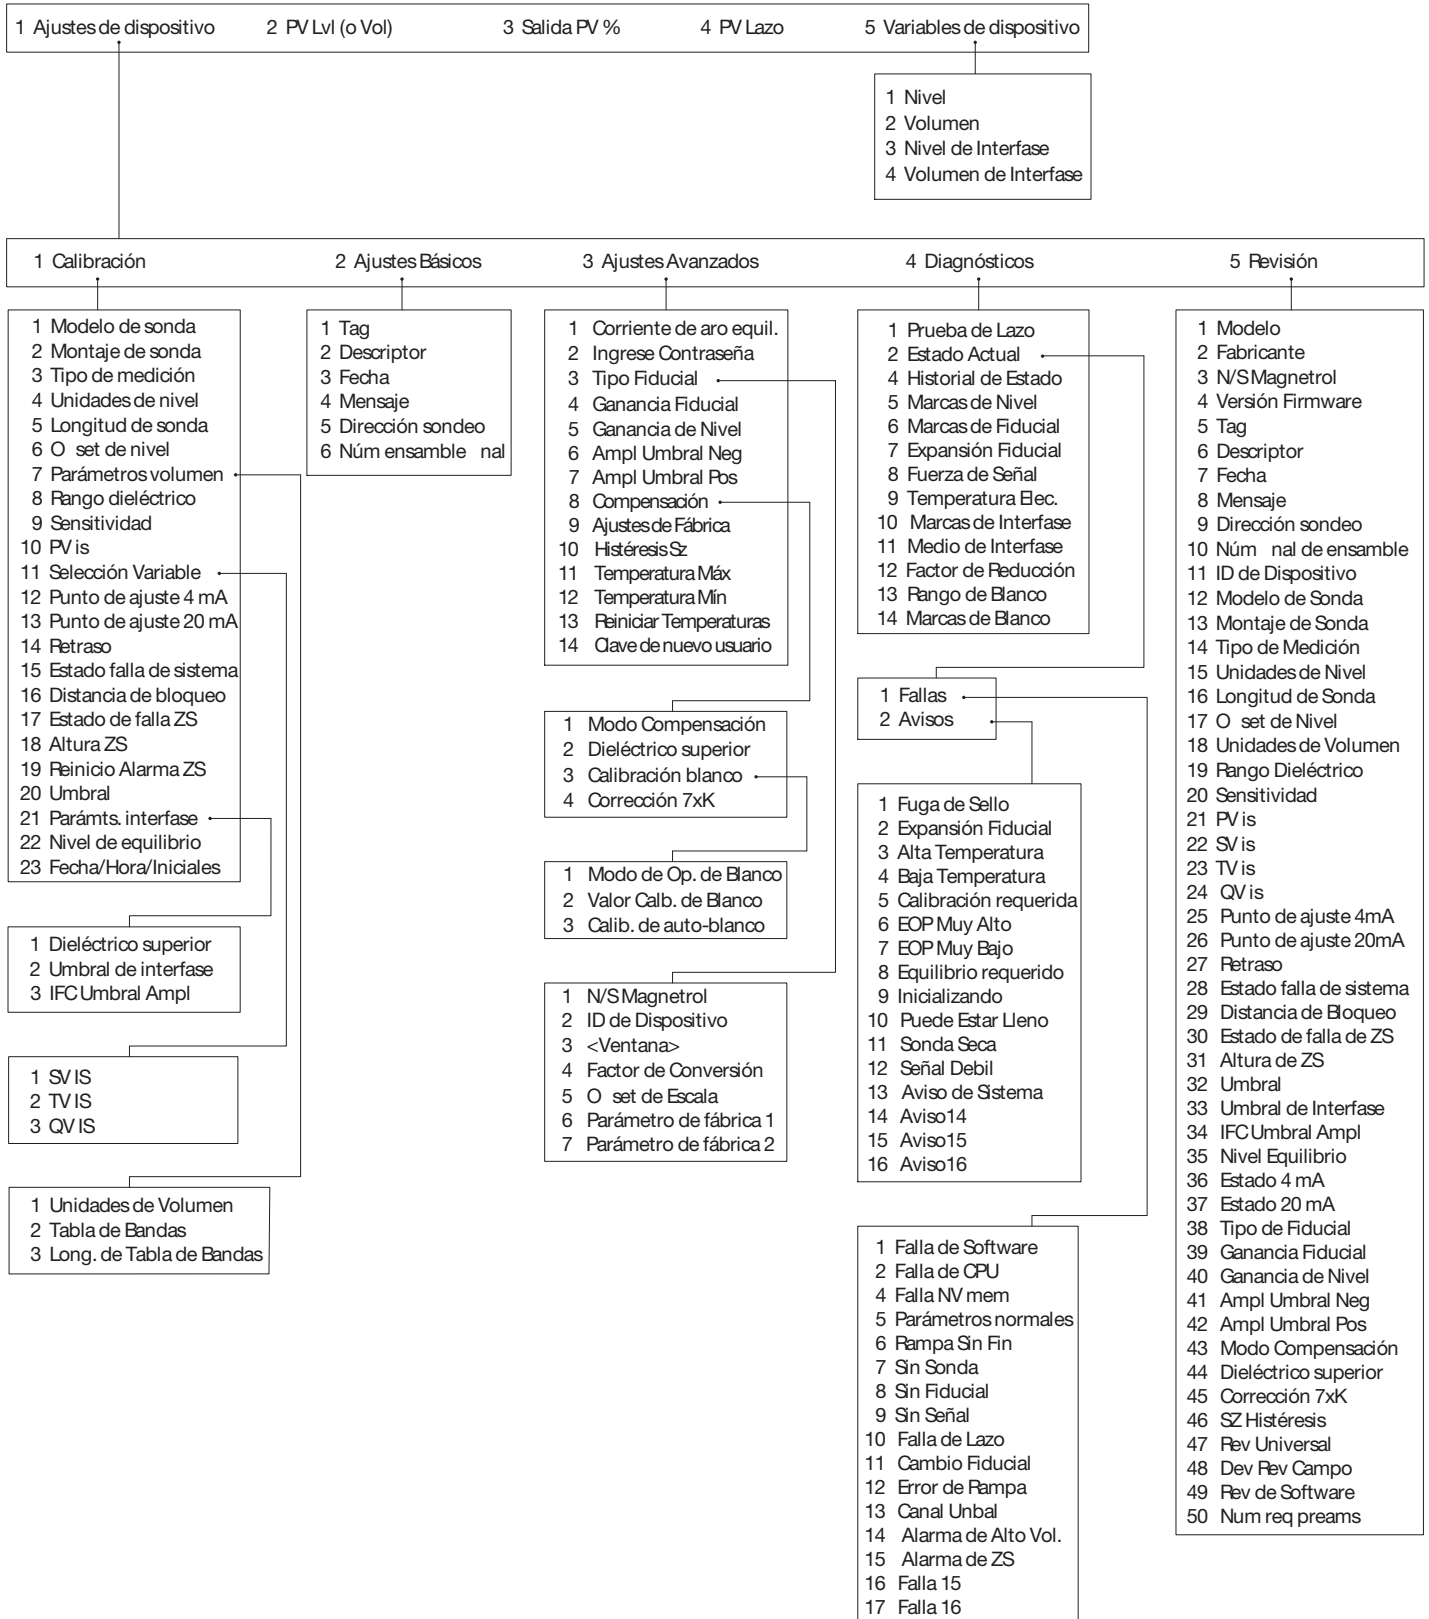 1 Ajustes de dispositivo 2 PV Lvl (o Vol) 3 Salida PV % 4 PV Lazo 5 Variables de dispositivo
1 Nivel
2 Volumen
3 Nivel de Interfase
4 Volumen de Interfase
1 Calibración 2 Ajustes Básicos 3 Ajustes Avanzados 4 Diagnósticos 5 Revisión
1 Modelo de sonda
2 Montaje de sonda
3 Tipo de medición
4 Unidades de nivel
5 Longitud de sonda
6 O set de nivel
7 Parámetros volumen
8 Rango dieléctrico
9 Sensitividad
10 PV is
11 Selección Variable
12 Punto de ajuste 4 mA
13 Punto de ajuste 20 mA
14 Retraso
15 Estado falla de sistema
16 Distancia de bloqueo
17 Estado de falla ZS
18 Altura ZS
19 Reinicio Alarma ZS
20 Umbral
21 Parámts. interfase
22 Nivel de equilibrio
23 Fecha/Hora/Iniciales
1 Dieléctrico superior
2 Umbral de interfase
3 IFC Umbral Ampl
1 SV IS
2 TV IS
3 QV IS
1 Unidades de Volumen
2 Tabla de Bandas
3 Long. de Tabla de Bandas
1 Tag
2 Descriptor
3 Fecha
4 Mensaje
5 Dirección sondeo
6 Núm ensamble nal
1 Corriente de aro equil.
2 Ingrese Contraseña
3 Tipo Fiducial
4 Ganancia Fiducial
5 Ganancia de Nivel
6 Ampl Umbral Neg
7 Ampl Umbral Pos
8 Compensación
9 Ajustes de Fábrica
10 Histéresis Sz
11 Temperatura Máx
12 Temperatura Mín
13 Reiniciar Temperaturas
14 Clave de nuevo usuario
1 Modo Compensación
2 Dieléctrico superior
3 Calibración blanco
4 Corrección 7xK
1 Modo de Op. de Blanco
2 Valor Calb. de Blanco
3 Calib. de auto-blanco
1 N/S Magnetrol
2 ID de Dispositivo
3 <Ventana>
4 Factor de Conversión
5 O set de Escala
6 Parámetro de fábrica 1
7 Parámetro de fábrica 2
1 Prueba de Lazo
2 Estado Actual
4 Historial de Estado
5 Marcas de Nivel
6 Marcas de Fiducial
7 Expansión Fiducial
8 Fuerza de Señal
9 Temperatura Elec.
10 Marcas de Interfase
11 Medio de Interfase
12 Factor de Reducción
13 Rango de Blanco
14 Marcas de Blanco
1 Fallas
2 Avisos
1 Fuga de Sello
2 Expansión Fiducial
3 Alta Temperatura
4 Baja Temperatura
5 Calibración requerida
6 EOP Muy Alto
7 EOP Muy Bajo
8 Equilibrio requerido
9 Inicializando
10 Puede Estar Lleno
11 Sonda Seca
12 Señal Debil
13 Aviso de Sistema
14 Aviso14
15 Aviso15
16 Aviso16
1 Falla de Software
2 Falla de CPU
4 Falla NV mem
5 Parámetros normales
6 Rampa Sin Fin
7 Sin Sonda
8 Sin Fiducial
9 Sin Señal
10 Falla de Lazo
11 Cambio Fiducial
12 Error de Rampa
13 Canal Unbal
14 Alarma de Alto Vol.
15 Alarma de ZS
16 Falla 15
17 Falla 16
1 Modelo
2 Fabricante
3 N/S Magnetrol
4 Versión Firmware
5 Tag
6 Descriptor
7 Fecha
8 Mensaje
9 Dirección sondeo
10 Núm nal de ensamble
11 ID de Dispositivo
12 Modelo de Sonda
13 Montaje de Sonda
14 Tipo de Medición
15 Unidades de Nivel
16 Longitud de Sonda
17 O set de Nivel
18 Unidades de Volumen
19 Rango Dieléctrico
20 Sensitividad
21 PV is
22 SV is
23 TV is
24 QV is
25 Punto de ajuste 4mA
26 Punto de ajuste 20mA
27 Retraso
28 Estado falla de sistema
29 Distancia de Bloqueo
30 Estado de falla de ZS
31 Altura de ZS
32 Umbral
33 Umbral de Interfase
34 IFC Umbral Ampl
35 Nivel Equilibrio
36 Estado 4 mA
37 Estado 20 mA
38 Tipo de Fiducial
39 Ganancia Fiducial
40 Ganancia de Nivel
41 Ampl Umbral Neg
42 Ampl Umbral Pos
43 Modo Compensación
44 Dieléctrico superior
45 Corrección 7xK
46 SZ Histéresis
47 Rev Universal
48 Dev Rev Campo
49 Rev de Software
50 Num req preams